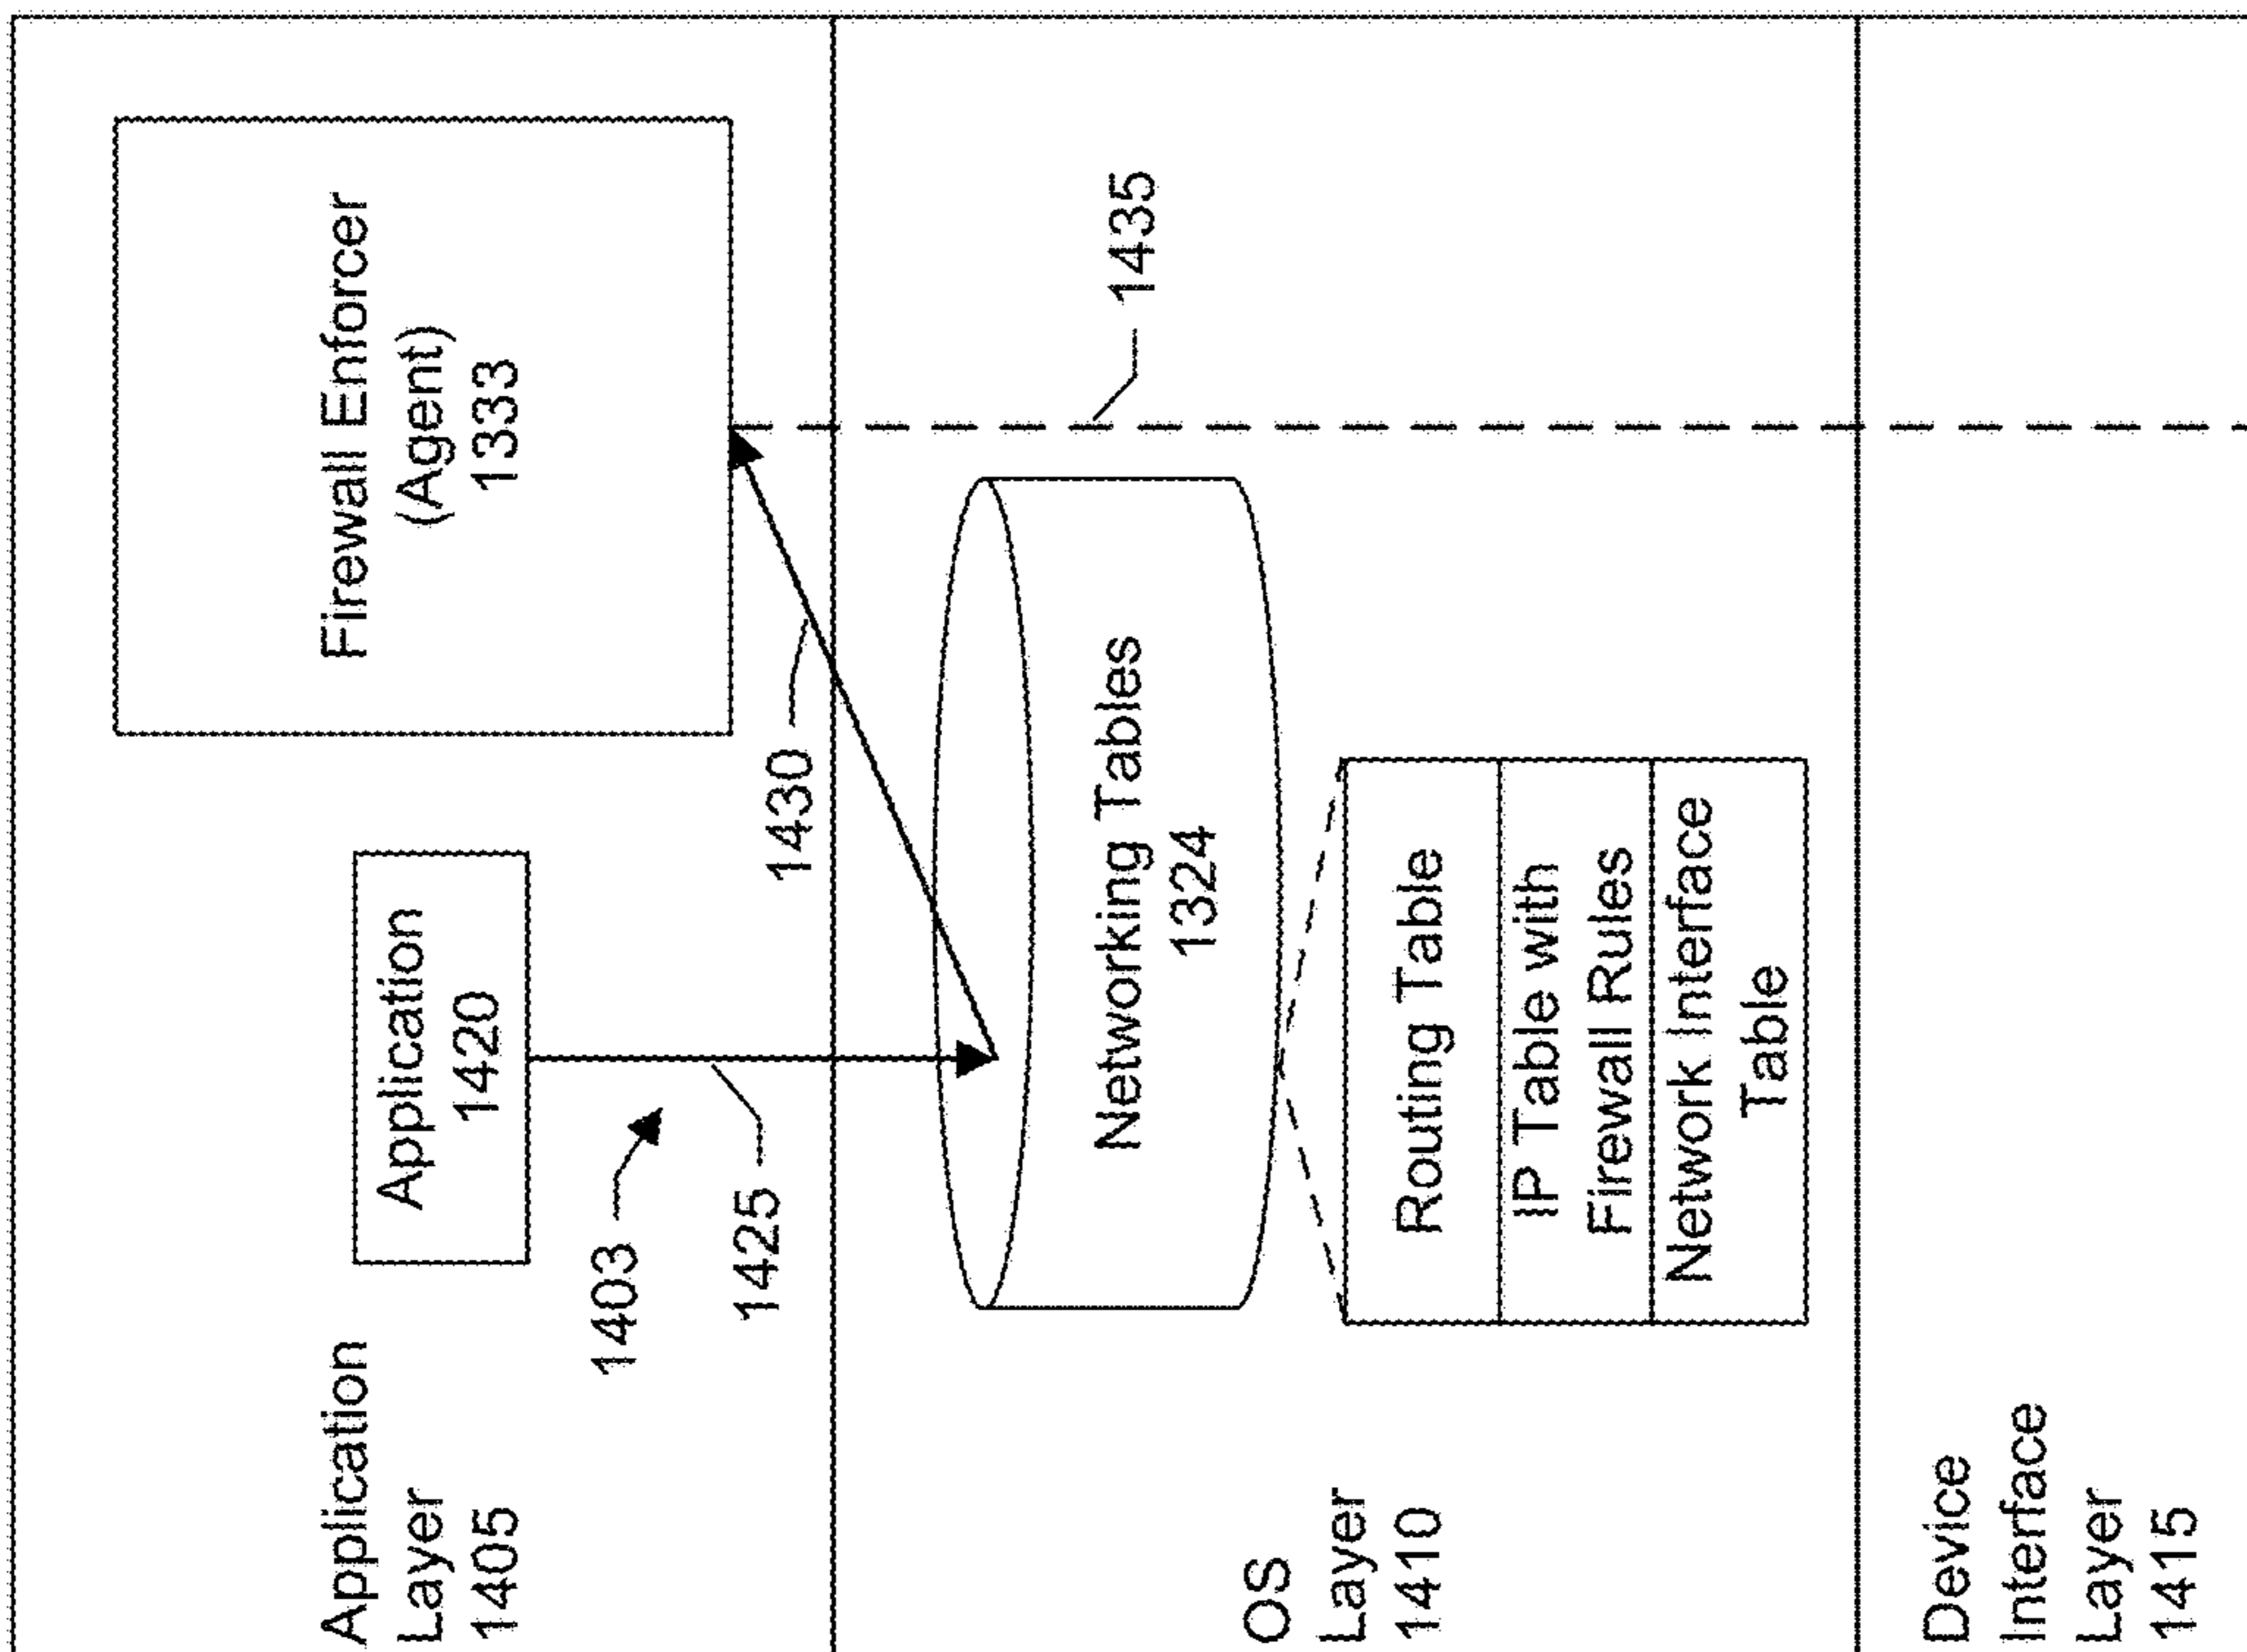 Application
Layer
1405
Application
1420
Firewall Enforcer
(Agent)
1333
1403
1425
1430
OS
Layer
1410
Networking Tables
1324
1435
Routing Table
IP Table with
Firewall Rules
Network Interface
Table
Device
Interface
Layer
1415